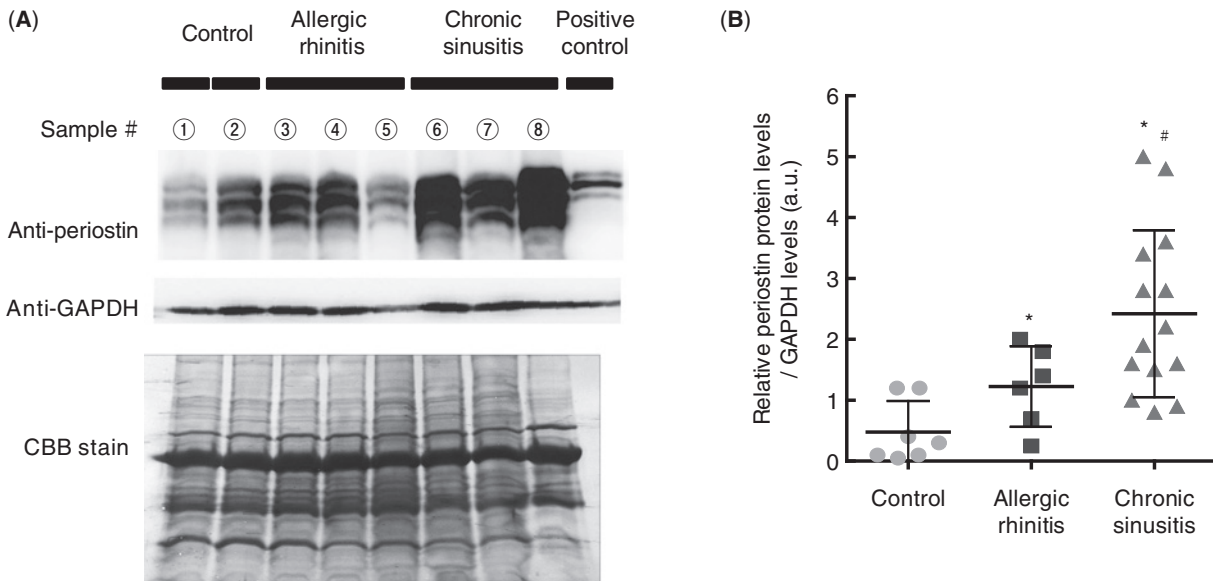 (A)
Control
Allergic
rhinitis
Chronic
sinusitis
Positive
control
Sample # ① ② ③ ④ ⑤ ⑥ ⑦ ⑧
Anti-periostin
Anti-GAPDH
CBB stain
(B)
Relative periostin protein levels
/ GAPDH levels (a.u.)
6
5
4
3
2
1
0
*
*
#
Control
Allergic
rhinitis
Chronic
sinusitis